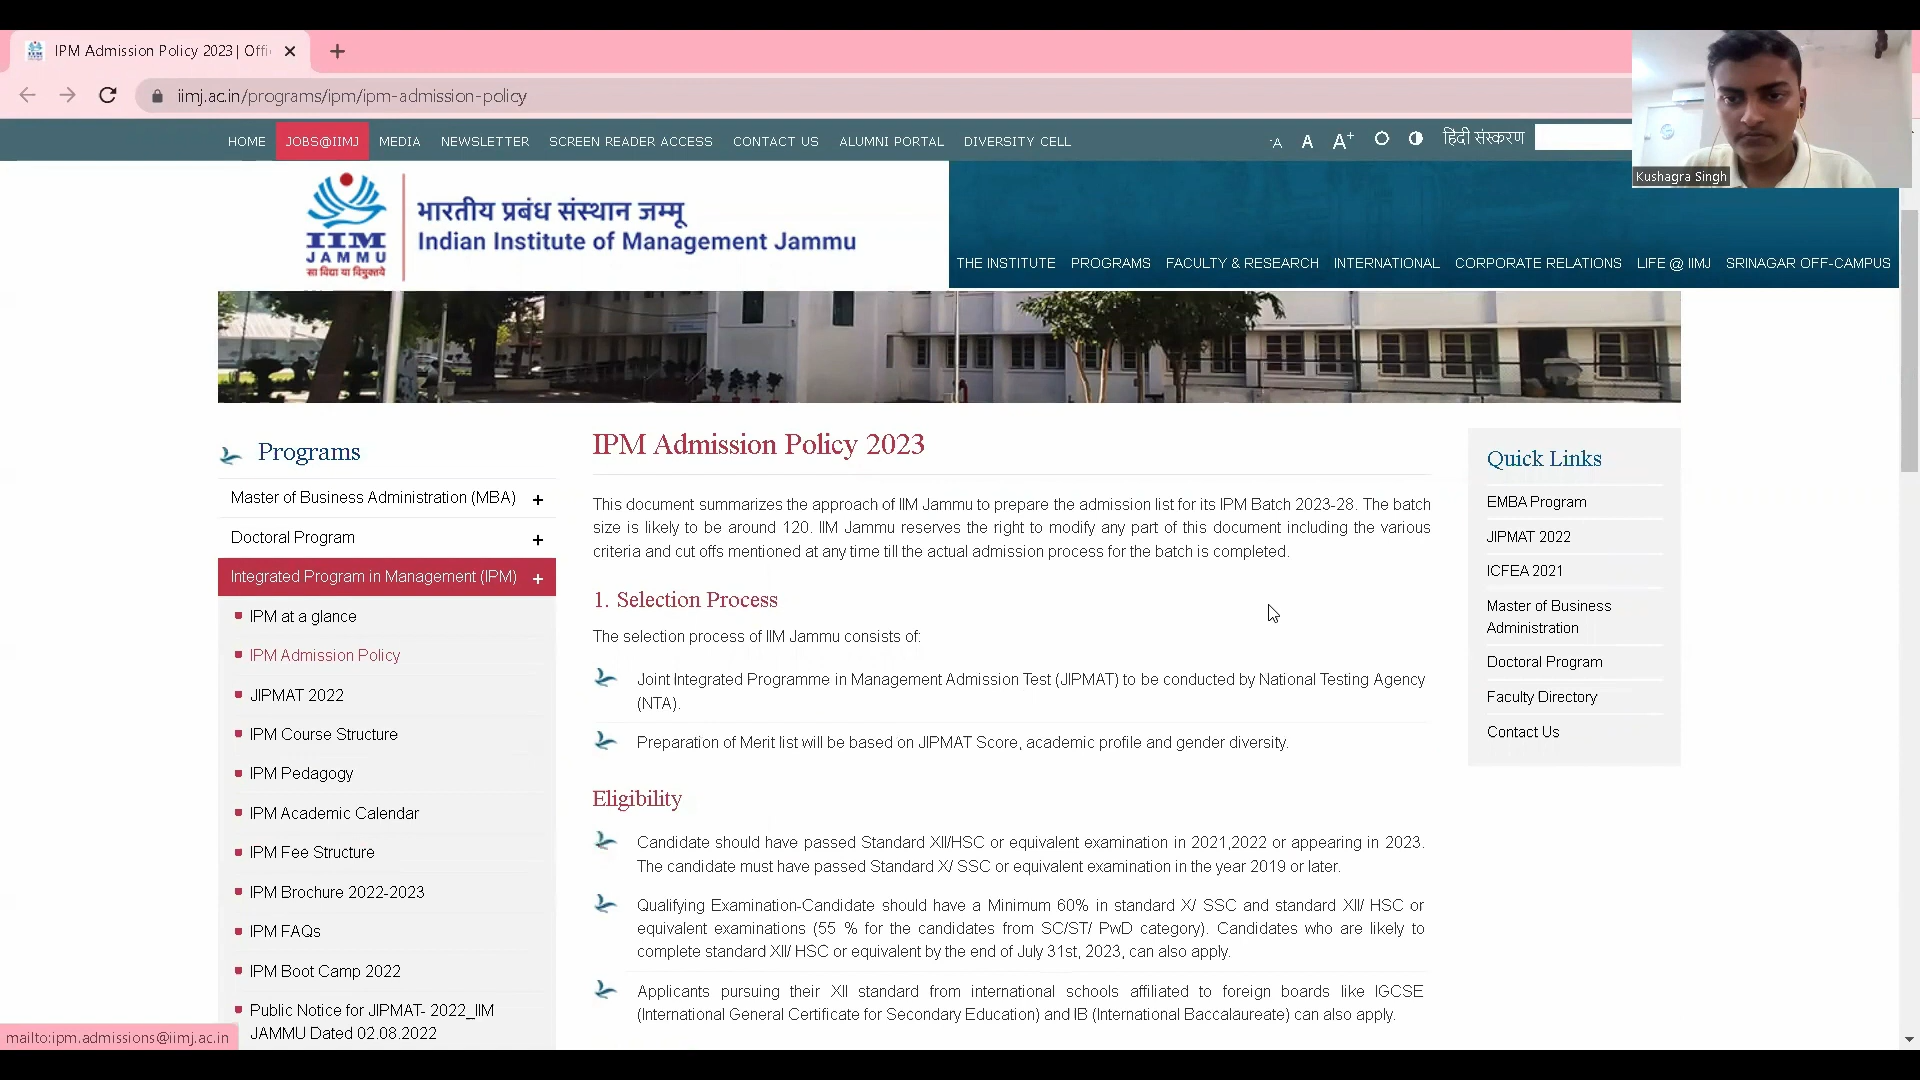 IPM Admission Policy 2023 | Offi
iimj.ac.in/programs/ipm/ipm-admission-policy
HOME JOBS@IIMJ MEDIA NEWSLETTER SCREEN READER ACCESS CONTACT US ALUMNI PORTAL DIVERSITY CELL -A A A+ हिंदी संस्करण
Kushagra Singh
IIM
JAMMU
सा विद्या या विमुक्तये
भारतीय प्रबंध संस्थान जम्मू
Indian Institute of Management Jammu
THE INSTITUTE PROGRAMS FACULTY & RESEARCH INTERNATIONAL CORPORATE RELATIONS LIFE @ IIMJ SRINAGAR OFF-CAMPUS
Programs
Master of Business Administration (MBA) +
Doctoral Program +
Integrated Program in Management (IPM) +
IPM at a glance
IPM Admission Policy
JIPMAT 2022
IPM Course Structure
IPM Pedagogy
IPM Academic Calendar
IPM Fee Structure
IPM Brochure 2022-2023
IPM FAQs
IPM Boot Camp 2022
Public Notice for JIPMAT- 2022_IIM
JAMMU Dated 02.08.2022
mailto:ipm.admissions@iimj.ac.in
IPM Admission Policy 2023
This document summarizes the approach of IIM Jammu to prepare the admission list for its IPM Batch 2023-28. The batch
size is likely to be around 120. IIM Jammu reserves the right to modify any part of this document including the various
criteria and cut offs mentioned at any time till the actual admission process for the batch is completed.
1. Selection Process
The selection process of IIM Jammu consists of:
Joint Integrated Programme in Management Admission Test (JIPMAT) to be conducted by National Testing Agency
(NTA).
Preparation of Merit list will be based on JIPMAT Score, academic profile and gender diversity.
Eligibility
Candidate should have passed Standard XII/HSC or equivalent examination in 2021,2022 or appearing in 2023.
The candidate must have passed Standard X/ SSC or equivalent examination in the year 2019 or later.
Qualifying Examination-Candidate should have a Minimum 60% in standard X/ SSC and standard XII/ HSC or
equivalent examinations (55 % for the candidates from SC/ST/ PwD category). Candidates who are likely to
complete standard XII/ HSC or equivalent by the end of July 31st, 2023, can also apply.
Applicants pursuing their XII standard from international schools affiliated to foreign boards like IGCSE
(International General Certificate for Secondary Education) and IB (International Baccalaureate) can also apply.
Quick Links
EMBA Program
JIPMAT 2022
ICFEA 2021
Master of Business
Administration
Doctoral Program
Faculty Directory
Contact Us